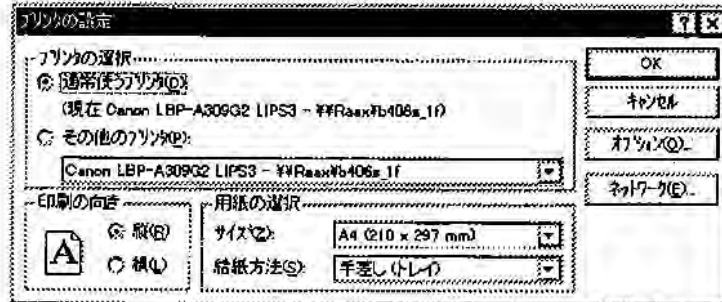 プリンタの設定
プリンタの選択
通常使うプリンタ(D):
(現在 Canon LBP-A309G2 LIPS3 - ¥¥Raax¥b406s_1f)
その他のプリンタ(P):
Canon LBP-A309G2 LIPS3 - ¥¥Raax¥b406s_1f
OK
キャンセル
オプション(O)...
ネットワーク(E)...
印刷の向き
A
縦(R)
横(L)
用紙の選択
サイズ(Z):
A4 (210 x 297 mm)
給紙方法(S):
手差し (トレイ)